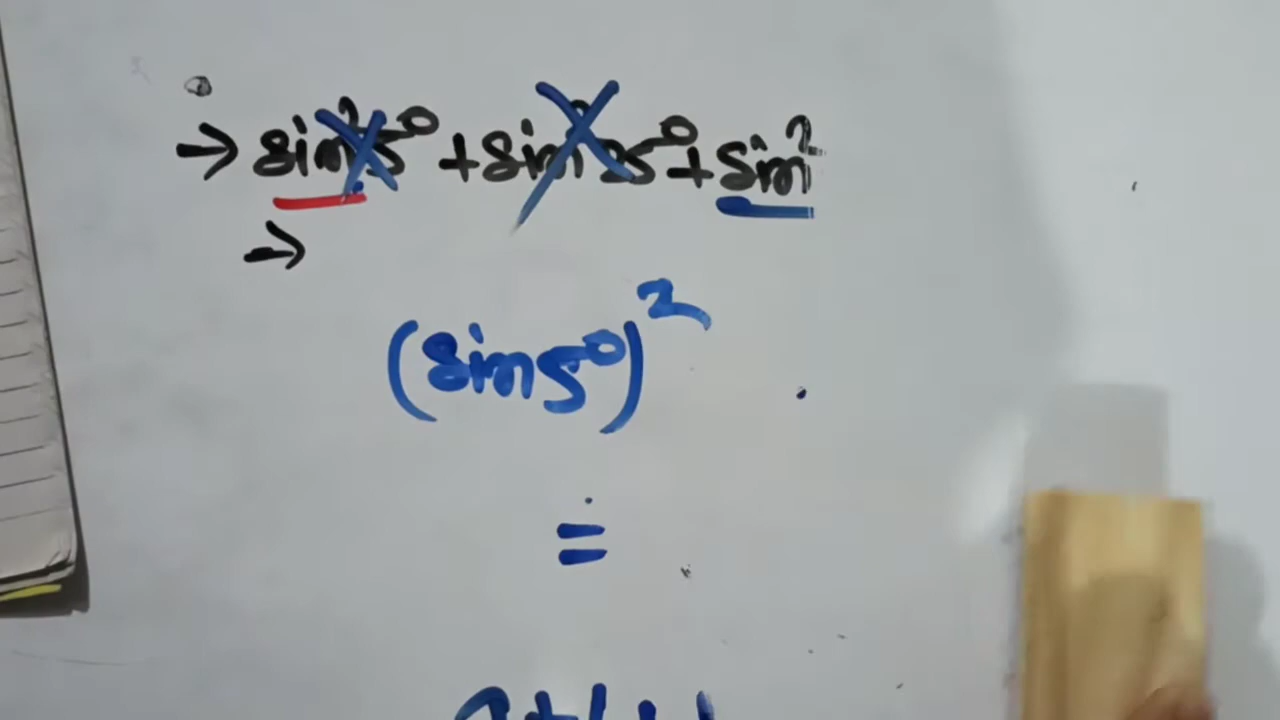 → sin²5° + sin²25° + sin²
→
(sin5°)²
=